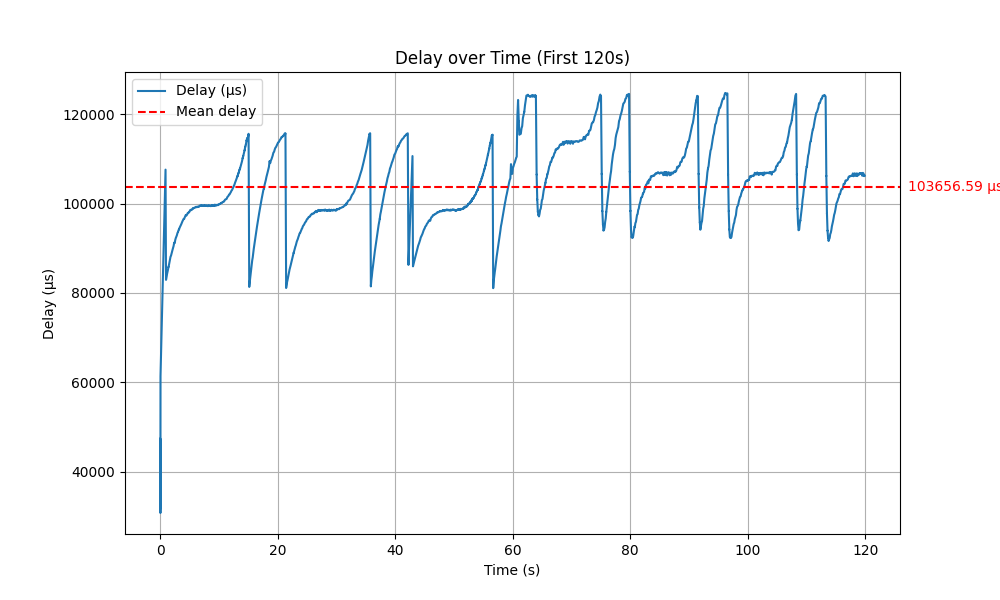 Delay over Time (First 120s)
Delay (µs)
Mean delay
120000
100000
80000
60000
40000
Delay (µs)
103656.59 µs
0 20 40 60 80 100 120
Time (s)